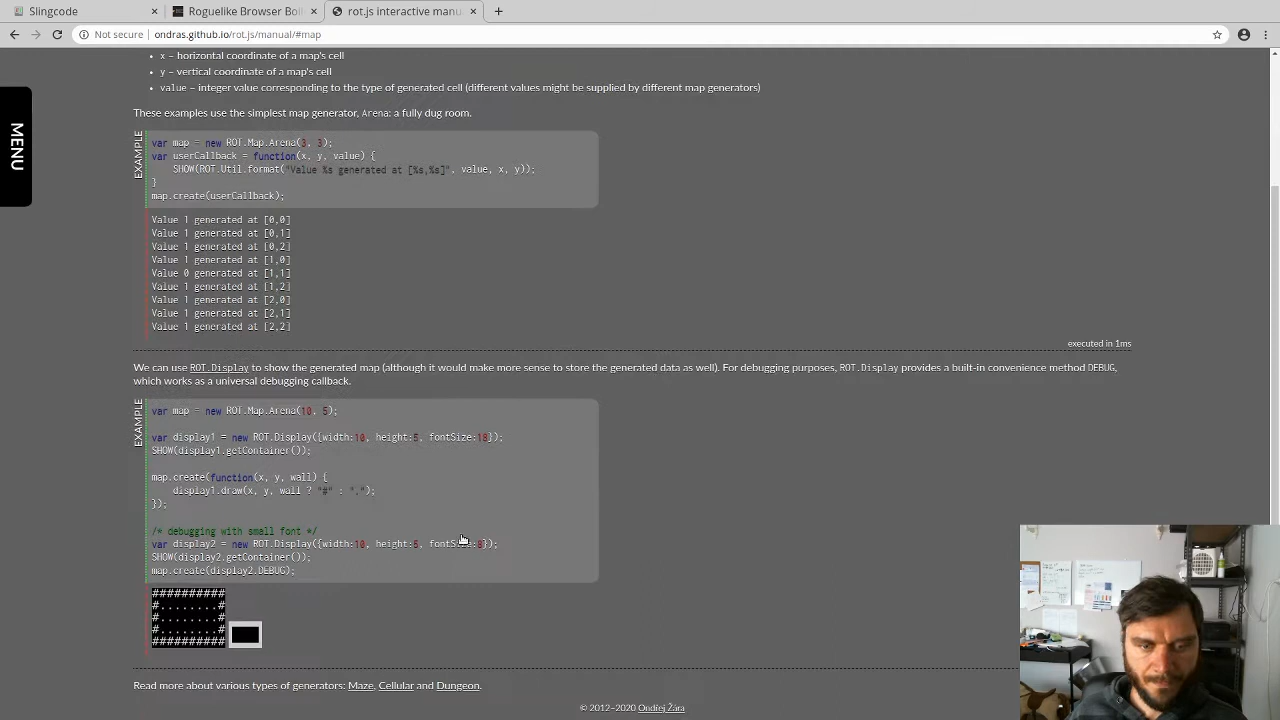 Slingcode
Roguelike Browser Boi
rot.js interactive manu
Not secure
ondras.github.io/rot.js/manual/#map
MENU
x – horizontal coordinate of a map's cell
y – vertical coordinate of a map's cell
value – integer value corresponding to the type of generated cell (different values might be supplied by different map generators)
These examples use the simplest map generator, Arena: a fully dug room.
EXAMPLE
var map = new ROT.Map.Arena(3, 3);
var userCallback = function(x, y, value) {
SHOW(ROT.Util.format("Value %s generated at [%s,%s]", value, x, y));
}
map.create(userCallback);
Value 1 generated at [0,0]
Value 1 generated at [0,1]
Value 1 generated at [0,2]
Value 1 generated at [1,0]
Value 0 generated at [1,1]
Value 1 generated at [1,2]
Value 1 generated at [2,0]
Value 1 generated at [2,1]
Value 1 generated at [2,2]
executed in 1ms
We can use ROT.Display to show the generated map (although it would make more sense to store the generated data as well). For debugging purposes, ROT.Display provides a built-in convenience method DEBUG,
which works as a universal debugging callback.
EXAMPLE
var map = new ROT.Map.Arena(10, 5);
var display1 = new ROT.Display({width:10, height:5, fontSize:18});
SHOW(display1.getContainer());
map.create(function(x, y, wall) {
display1.draw(x, y, wall ? "#" : ".");
});
/* debugging with small font */
var display2 = new ROT.Display({width:10, height:5, fontSize:8});
SHOW(display2.getContainer());
map.create(display2.DEBUG);
##########
#........#
#........#
#........#
##########
Read more about various types of generators: Maze, Cellular and Dungeon.
© 2012–2020 Ondřej Žára